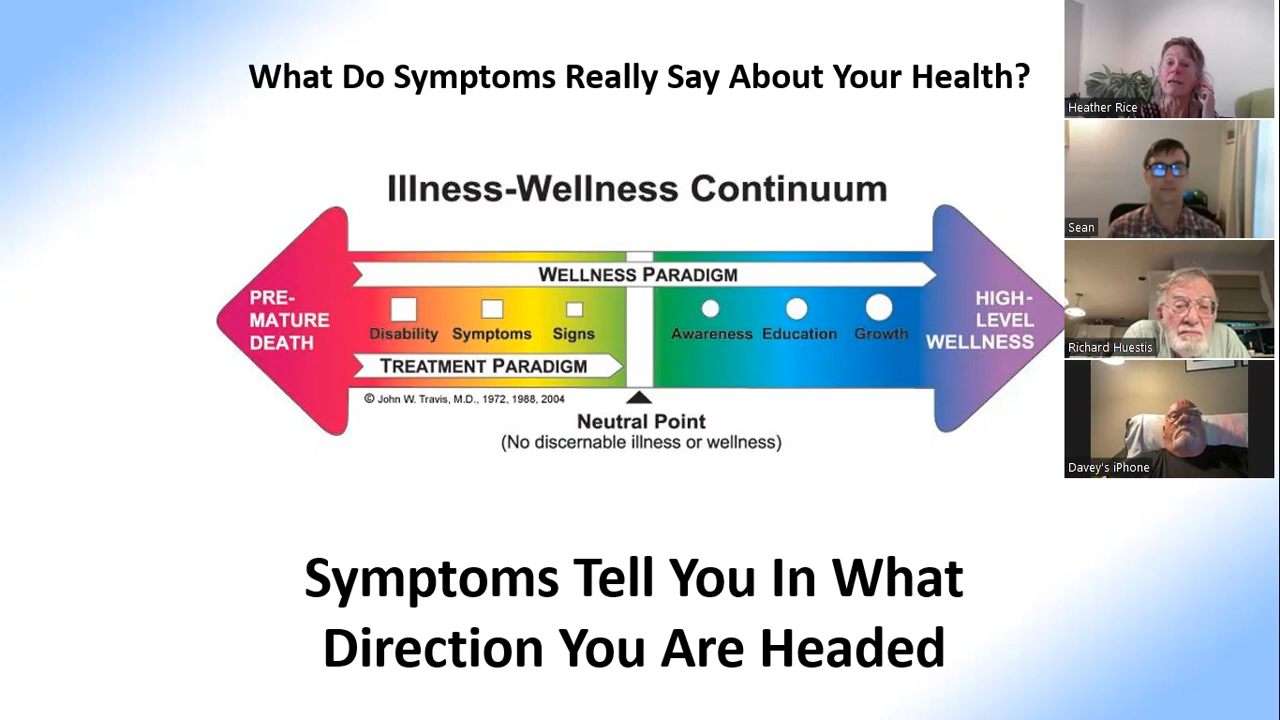 What Do Symptoms Really Say About Your Health?
Illness-Wellness Continuum
WELLNESS PARADIGM
PRE-
MATURE
DEATH
Disability Symptoms Signs
Awareness Education Growth
HIGH-
LEVEL
WELLNESS
TREATMENT PARADIGM
© John W. Travis, M.D., 1972, 1988, 2004
Neutral Point
(No discernable illness or wellness)
Symptoms Tell You In What
Direction You Are Headed
Heather Rice
Sean
Richard Huestis
Davey's iPhone